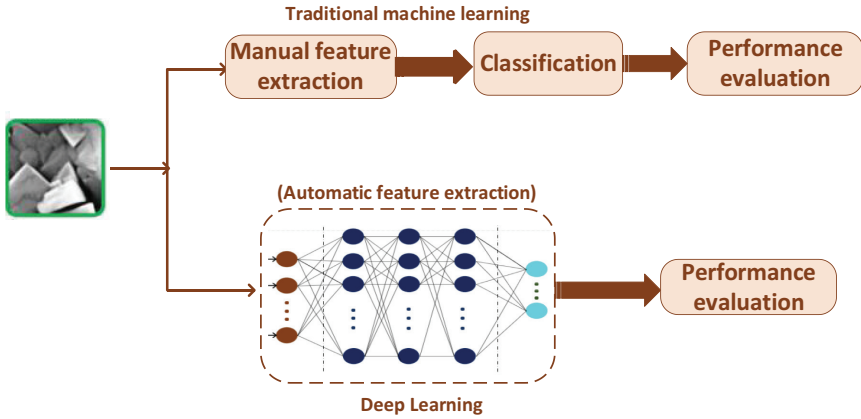 Traditional machine learning
Manual feature
extraction
Classification
Performance
evaluation
(Automatic feature extraction)
Performance
evaluation
Deep Learning